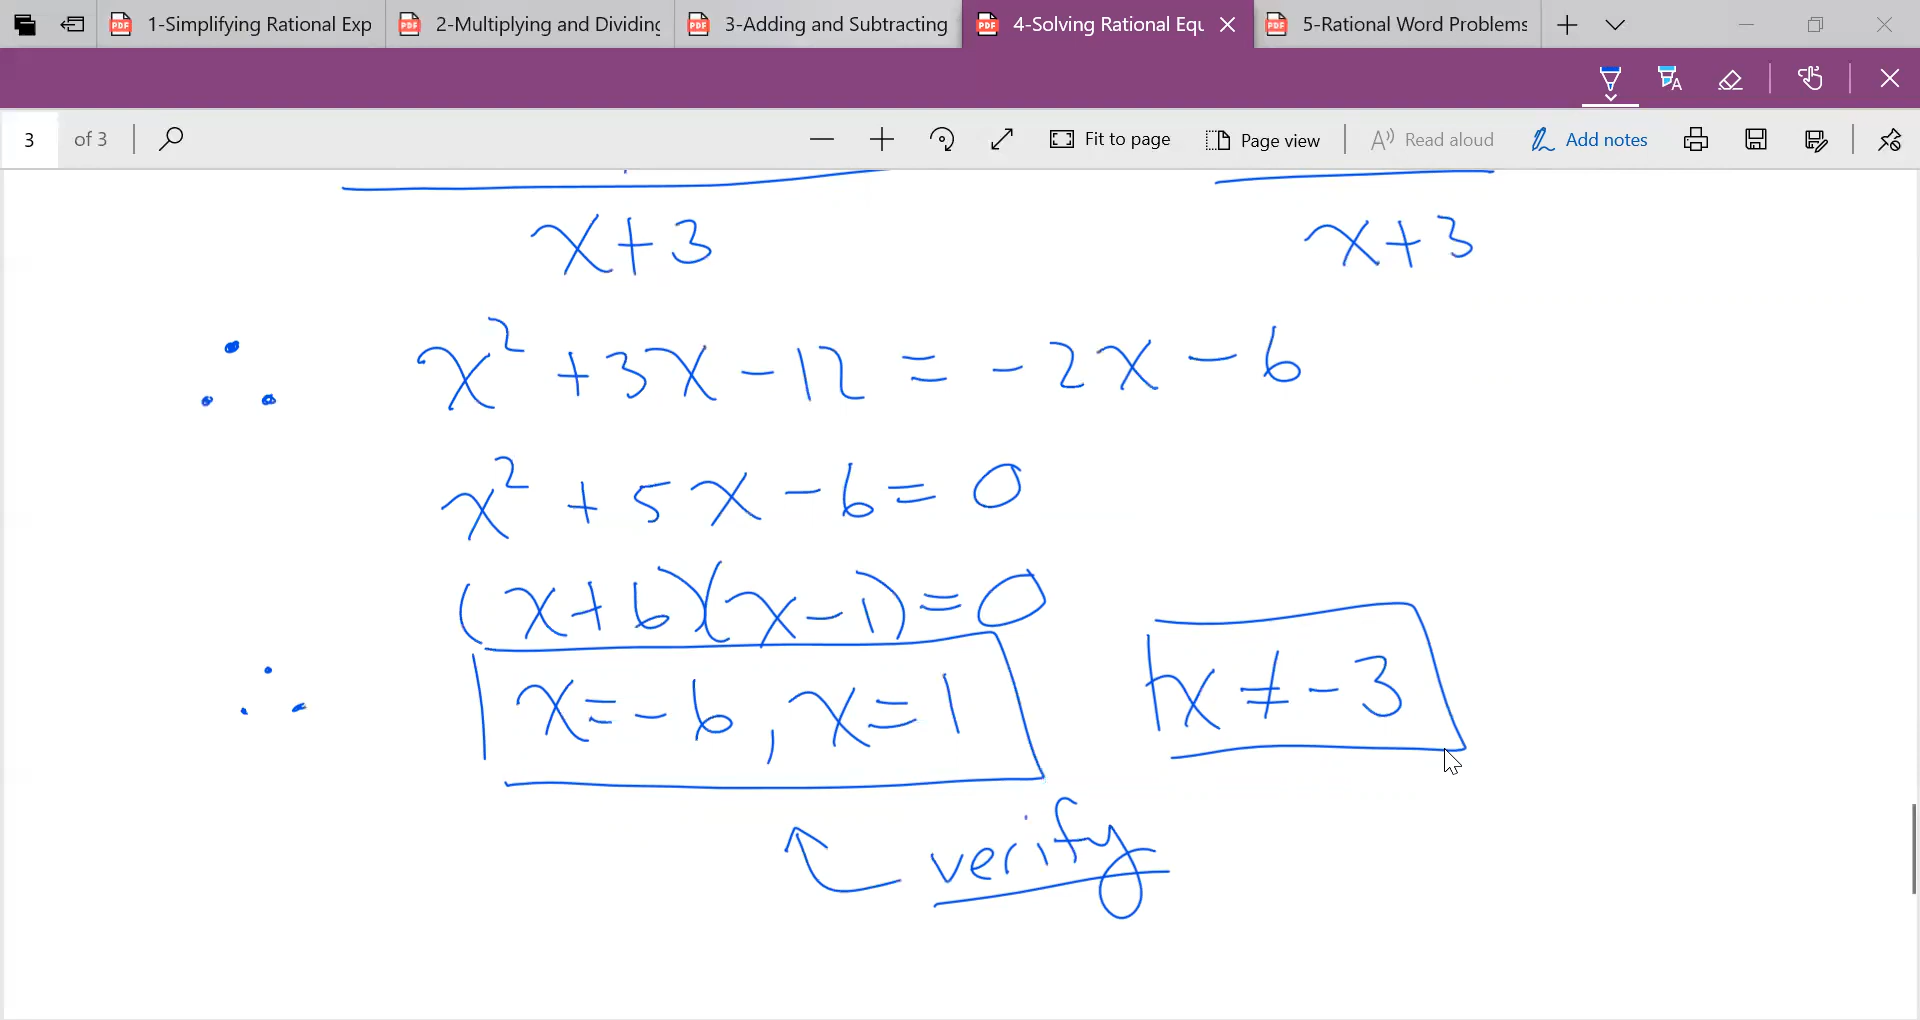 1-Simplifying Rational Exp
2-Multiplying and Dividing
3-Adding and Subtracting
4-Solving Rational Equ
5-Rational Word Problems
3 of 3
Fit to page
Page view
Read aloud
Add notes
x+3 x+3
∴ x² + 3x - 12 = -2x - 6
x² + 5x - 6 = 0
(x+6)(x-1) = 0
∴ x = -6, x = 1 x ≠ -3
verify